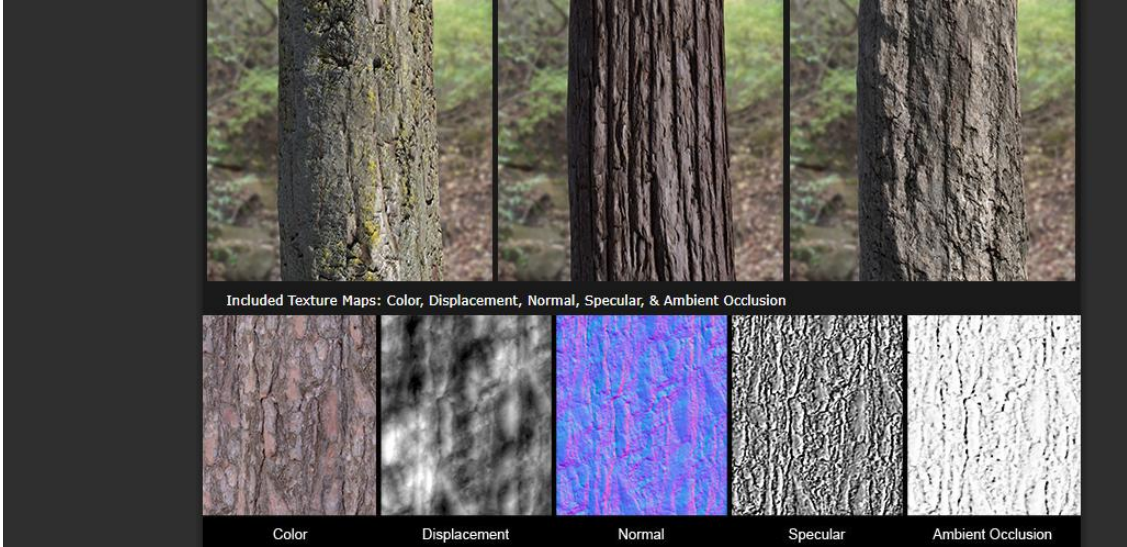 Included Texture Maps: Color, Displacement, Normal, Specular, & Ambient Occlusion
Color
Displacement
Normal
Specular
Ambient Occlusion